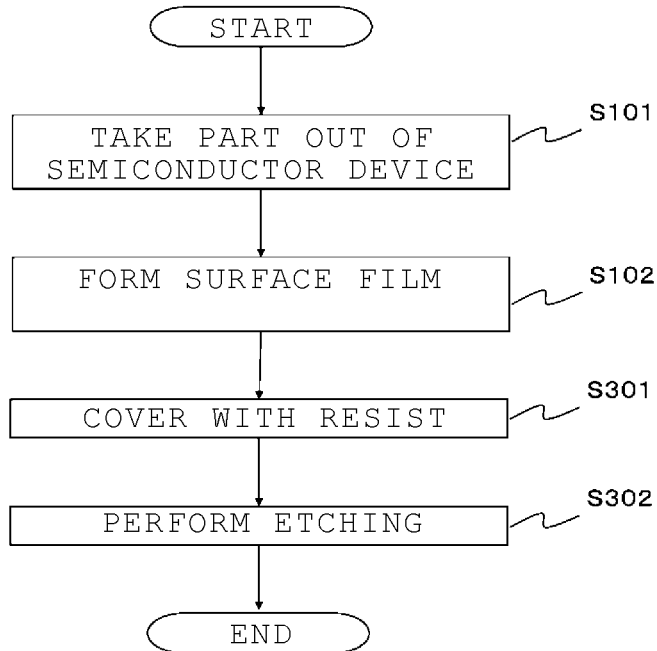 START
S101
TAKE PART OUT OF
SEMICONDUCTOR DEVICE
S102
FORM SURFACE FILM
S301
COVER WITH RESIST
S302
PERFORM ETCHING
END